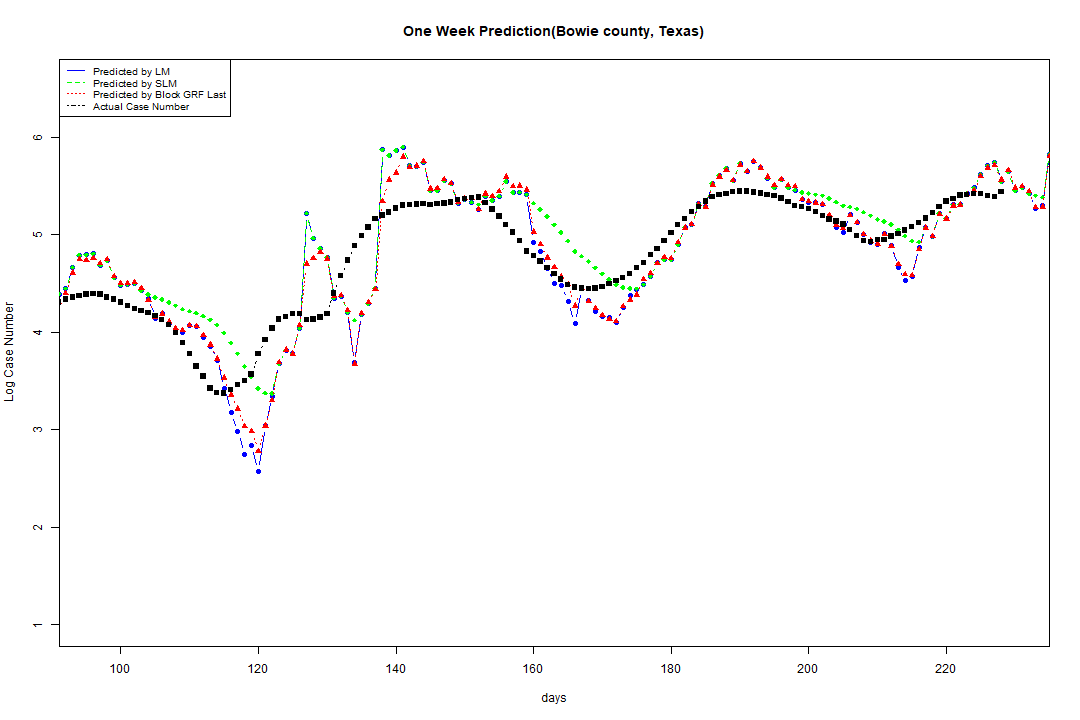 One Week Prediction(Bowie county, Texas)
Predicted by LM
Predicted by SLM
Predicted by Block GRF Last
Actual Case Number
6
5
4
3
2
1
Log Case Number
100 120 140 160 180 200 220
days